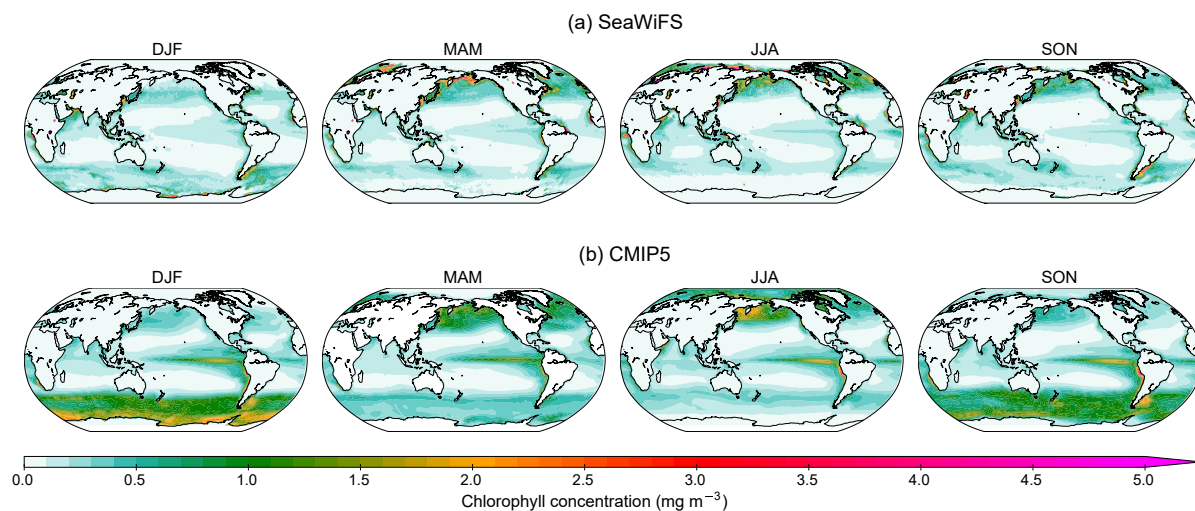 (a) SeaWiFS
DJF MAM JJA SON
(b) CMIP5
DJF MAM JJA SON
0.0 0.5 1.0 1.5 2.0 2.5 3.0 3.5 4.0 4.5 5.0
Chlorophyll concentration (mg m⁻³)